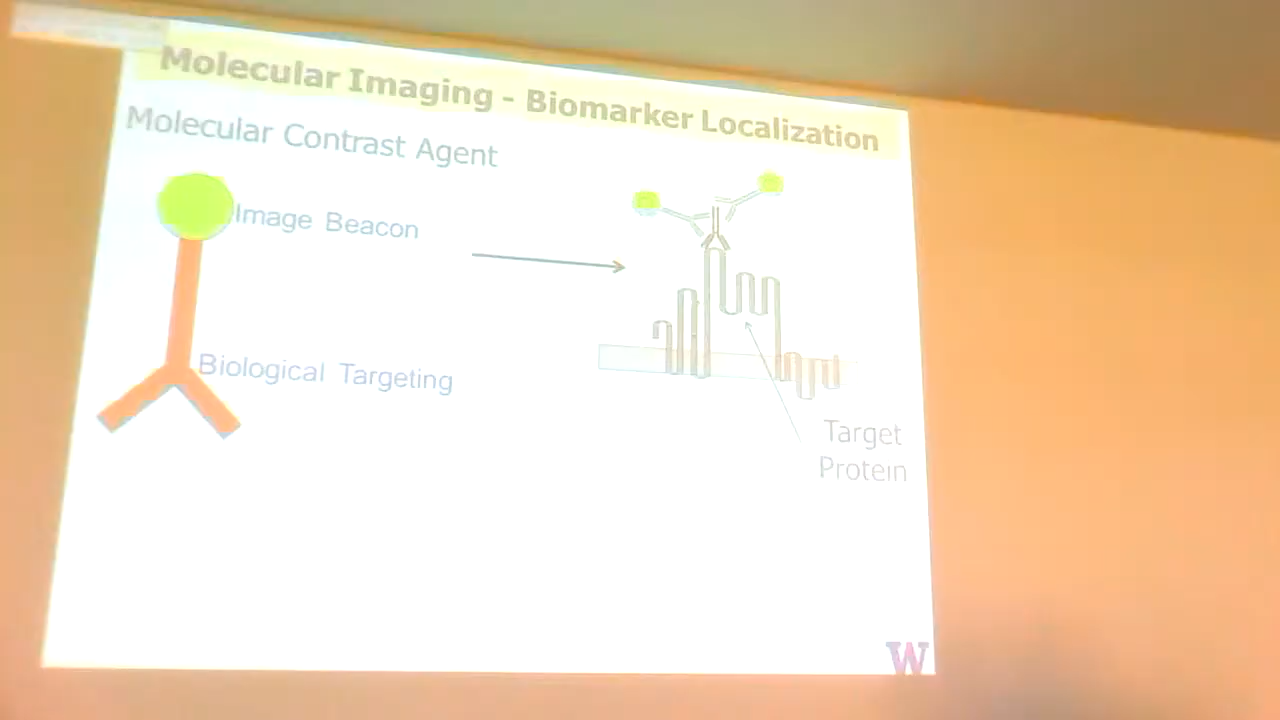 Molecular Imaging - Biomarker Localization
Molecular Contrast Agent
Image Beacon
Biological Targeting
Target
Protein
W